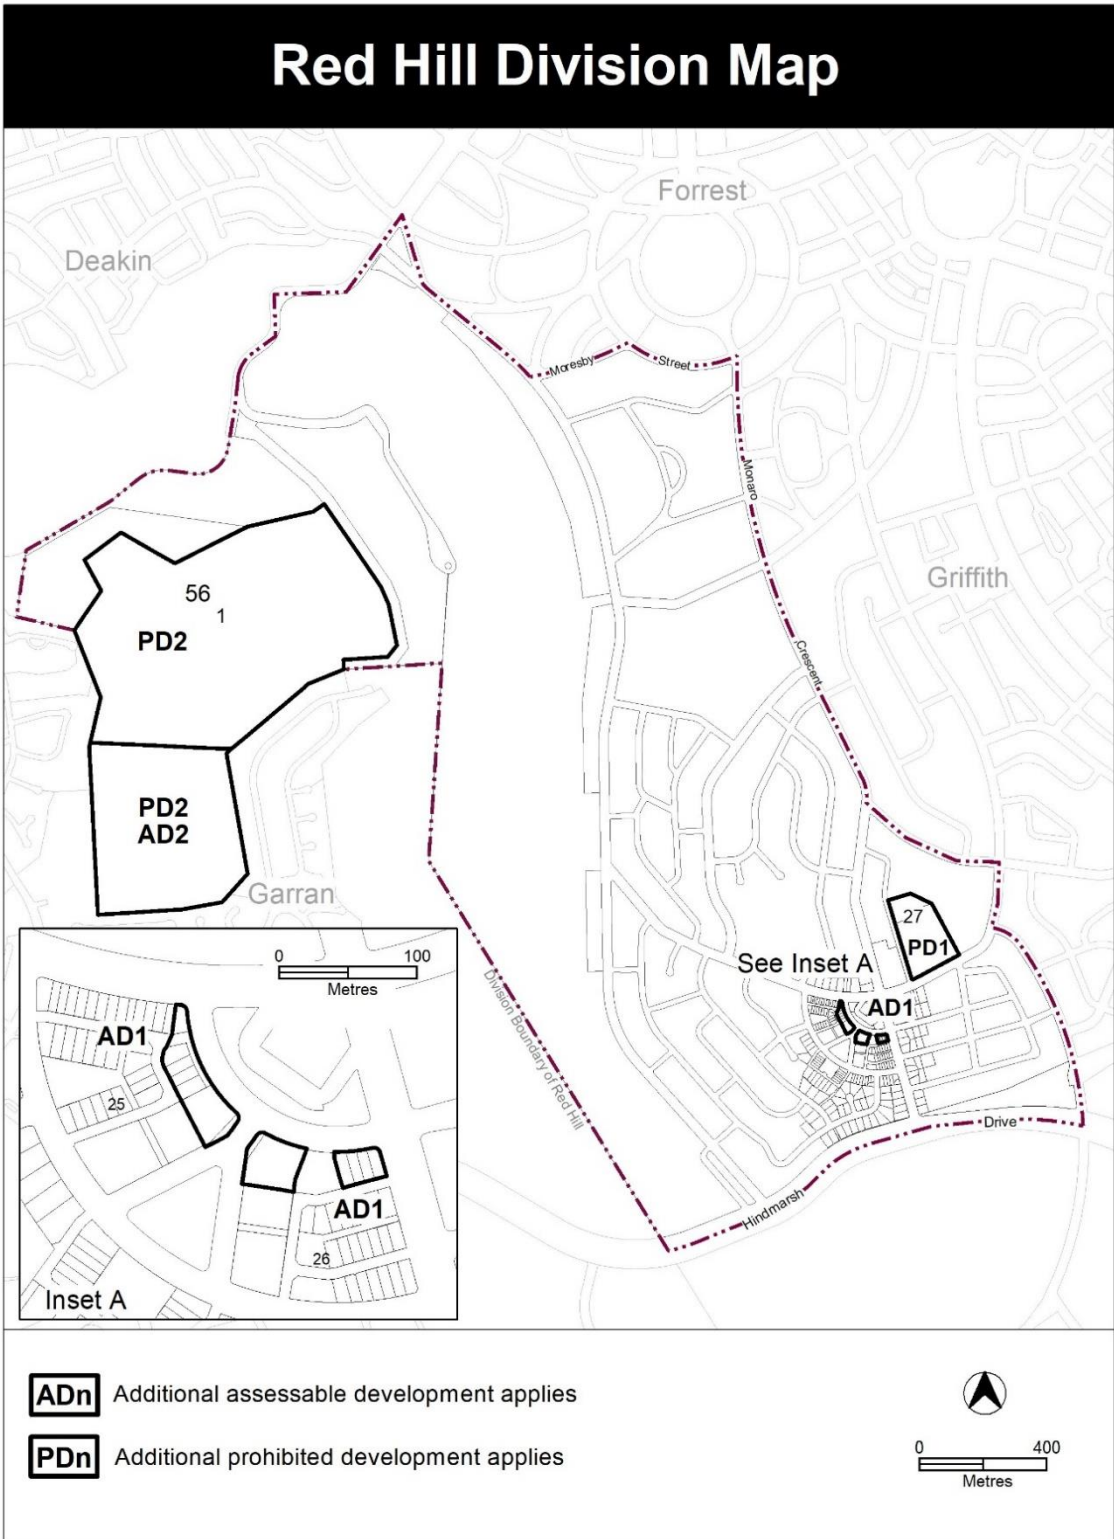 Red Hill Division Map
Forrest
Deakin
Moresby
Street
Monaro
Griffith
56
1
PD2
Crescent
PD2
AD2
Garran
27
PD1
See Inset A
AD1
Division Boundary of Red Hill
Drive
Hindmarsh
0 100
Metres
AD1
25
AD1
26
Inset A
ADn Additional assessable development applies
PDn Additional prohibited development applies
0 400
Metres